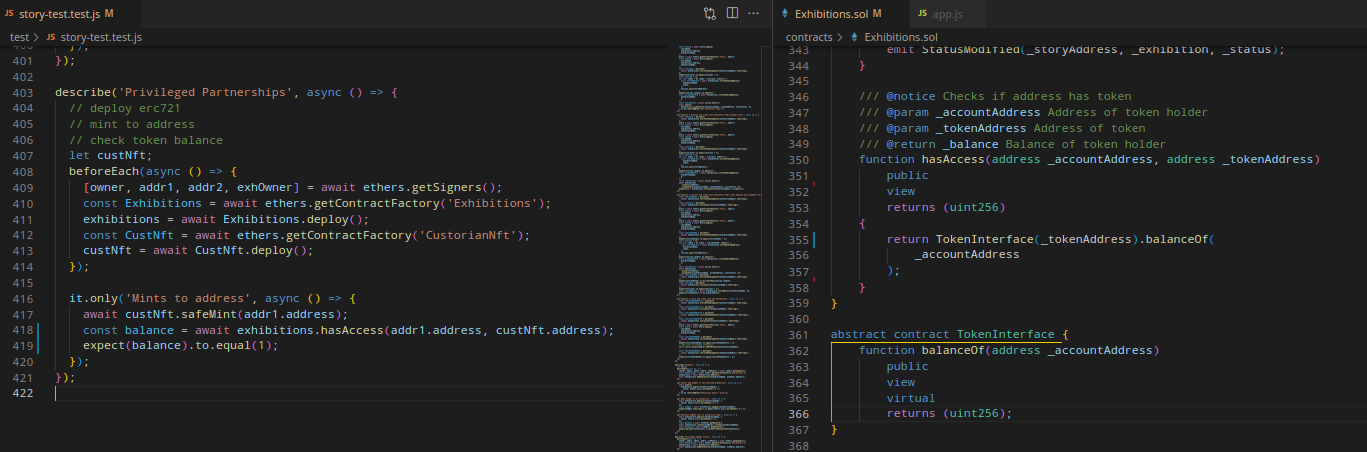 JS story-test.test.js M
test > JS story-test.test.js
400 });
401 });
402
403 describe('Privileged Partnerships', async () => {
404 // deploy erc721
405 // mint to address
406 // check token balance
407 let custNft;
408 beforeEach(async () => {
409 [owner, addr1, addr2, exhOwner] = await ethers.getSigners();
410 const Exhibitions = await ethers.getContractFactory('Exhibitions');
411 exhibitions = await Exhibitions.deploy();
412 const CustNft = await ethers.getContractFactory('CustorianNft');
413 custNft = await CustNft.deploy();
414 });
415
416 it.only('Mints to address', async () => {
417 await custNft.safeMint(addr1.address);
418 const balance = await exhibitions.hasAccess(addr1.address, custNft.address);
419 expect(balance).to.equal(1);
420 });
421 });
422
Exhibitions.sol M
JS app.js
contracts > Exhibitions.sol
343 emit StatusModified(_storyAddress, _exhibition, _status);
344 }
345
346 /// @notice Checks if address has token
347 /// @param _accountAddress Address of token holder
348 /// @param _tokenAddress Address of token
349 /// @return _balance Balance of token holder
350 function hasAccess(address _accountAddress, address _tokenAddress)
351 public
352 view
353 returns (uint256)
354 {
355 return TokenInterface(_tokenAddress).balanceOf(
356 _accountAddress
357 );
358 }
359 }
360
361 abstract contract TokenInterface {
362 function balanceOf(address _accountAddress)
363 public
364 view
365 virtual
366 returns (uint256);
367 }
368